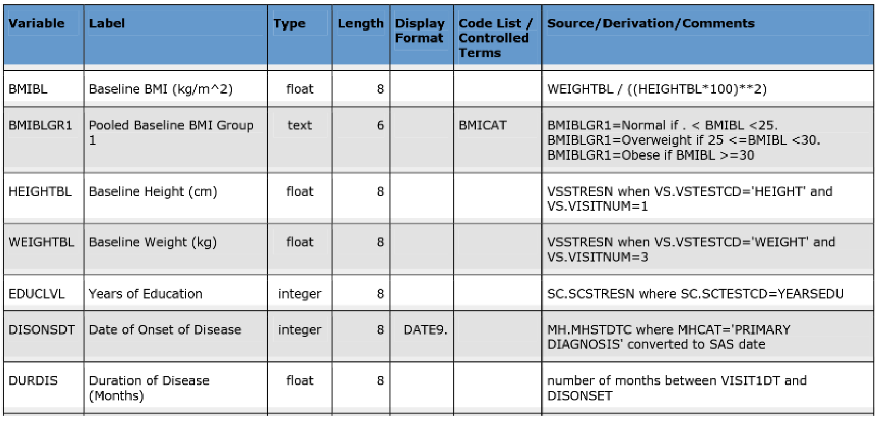 Variable Label Type Length Display Format Code List / Controlled Terms Source/Derivation/Comments
BMIBL Baseline BMI (kg/m^2) float 8 WEIGHTBL / ((HEIGHTBL*100)**2)
BMIBLGR1 Pooled Baseline BMI Group 1 text 6 BMICAT BMIBLGR1=Normal if . < BMIBL <25.
BMIBLGR1=Overweight if 25 <=BMIBL <30.
BMIBLGR1=Obese if BMIBL >=30
HEIGHTBL Baseline Height (cm) float 8 VSSTRESN when VS.VSTESTCD='HEIGHT' and
VS.VISITNUM=1
WEIGHTBL Baseline Weight (kg) float 8 VSSTRESN when VS.VSTESTCD='WEIGHT' and
VS.VISITNUM=3
EDUCLVL Years of Education integer 8 SC.SCSTRESN where SC.SCTESTCD=YEARSEDU
DISONSDT Date of Onset of Disease integer 8 DATE9. MH.MHSTDTC where MHCAT='PRIMARY
DIAGNOSIS' converted to SAS date
DURDIS Duration of Disease (Months) float 8 number of months between VISIT1DT and
DISONSET